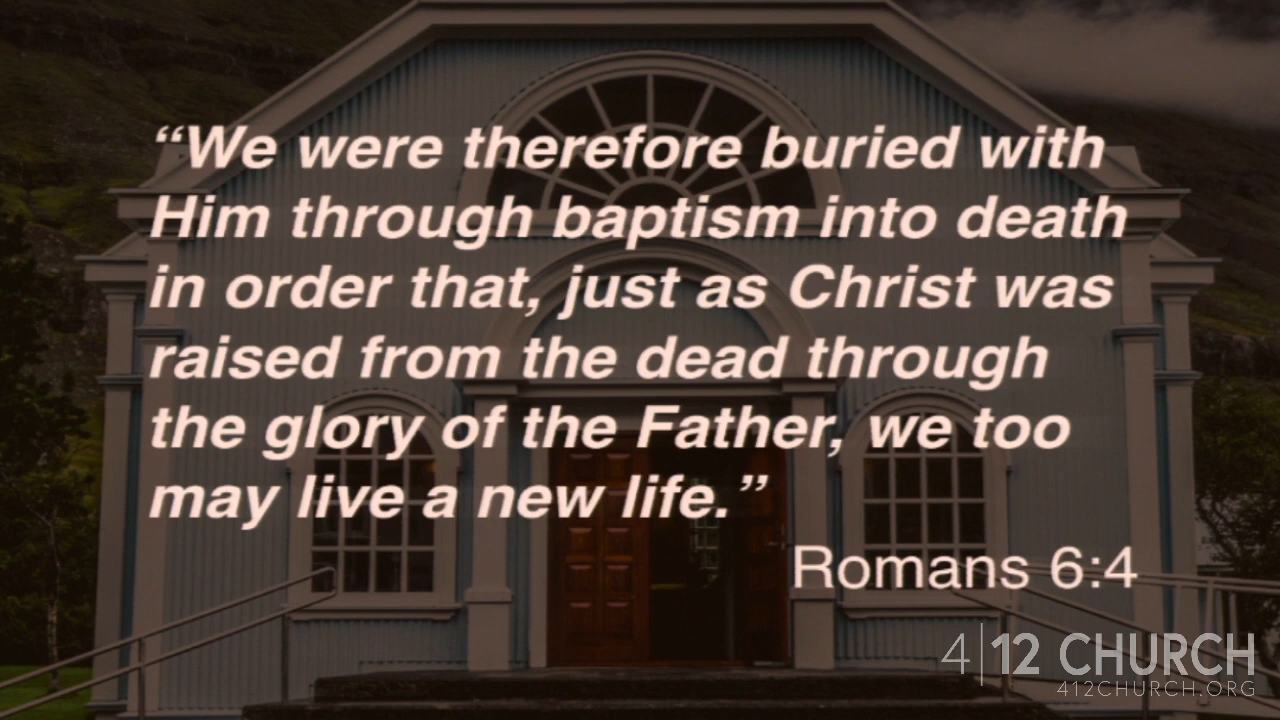 “We were therefore buried with
Him through baptism into death
in order that, just as Christ was
raised from the dead through
the glory of the Father, we too
may live a new life.”
Romans 6:4
4|12 CHURCH
412CHURCH.ORG